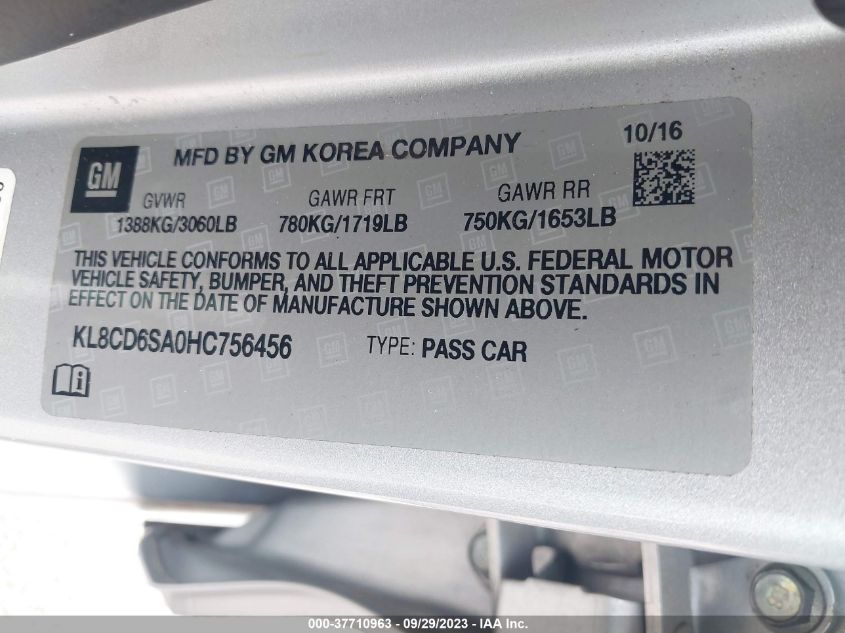 GM
MFD BY GM KOREA COMPANY
10/16
GVWR GAWR FRT GAWR RR
1388KG/3060LB 780KG/1719LB 750KG/1653LB
THIS VEHICLE CONFORMS TO ALL APPLICABLE U.S. FEDERAL MOTOR
VEHICLE SAFETY, BUMPER, AND THEFT PREVENTION STANDARDS IN
EFFECT ON THE DATE OF MANUFACTURE SHOWN ABOVE.
KL8CD6SA0HC756456 TYPE: PASS CAR
000-37710963 - 09/29/2023 - IAA Inc.